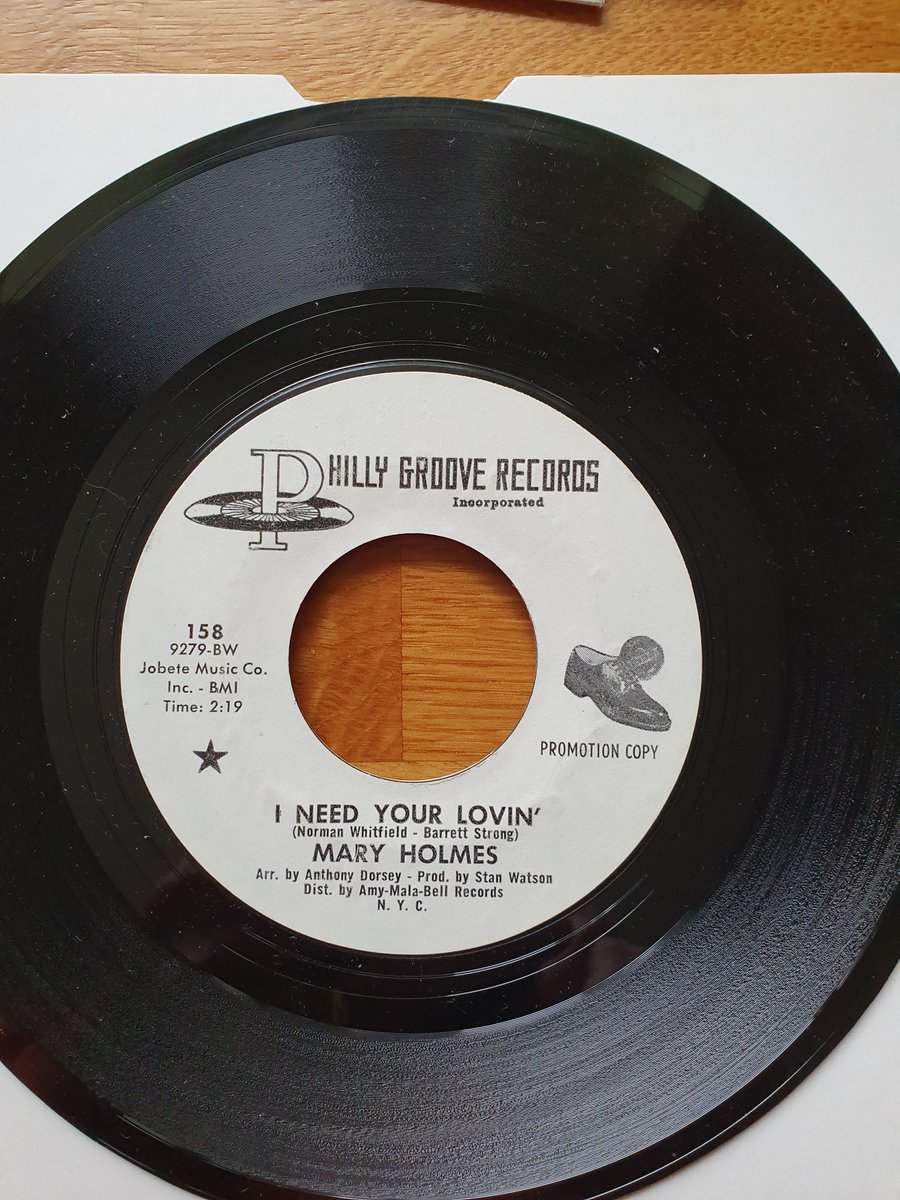 PHILLY GROOVE RECORDS
Incorporated
158
9279-BW
Jobete Music Co.
Inc. - BMI
Time: 2:19
PROMOTION COPY
I NEED YOUR LOVIN'
(Norman Whitfield - Barrett Strong)
MARY HOLMES
Arr. by Anthony Dorsey - Prod. by Stan Watson
Dist. by Amy-Mala-Bell Records
N. Y. C.